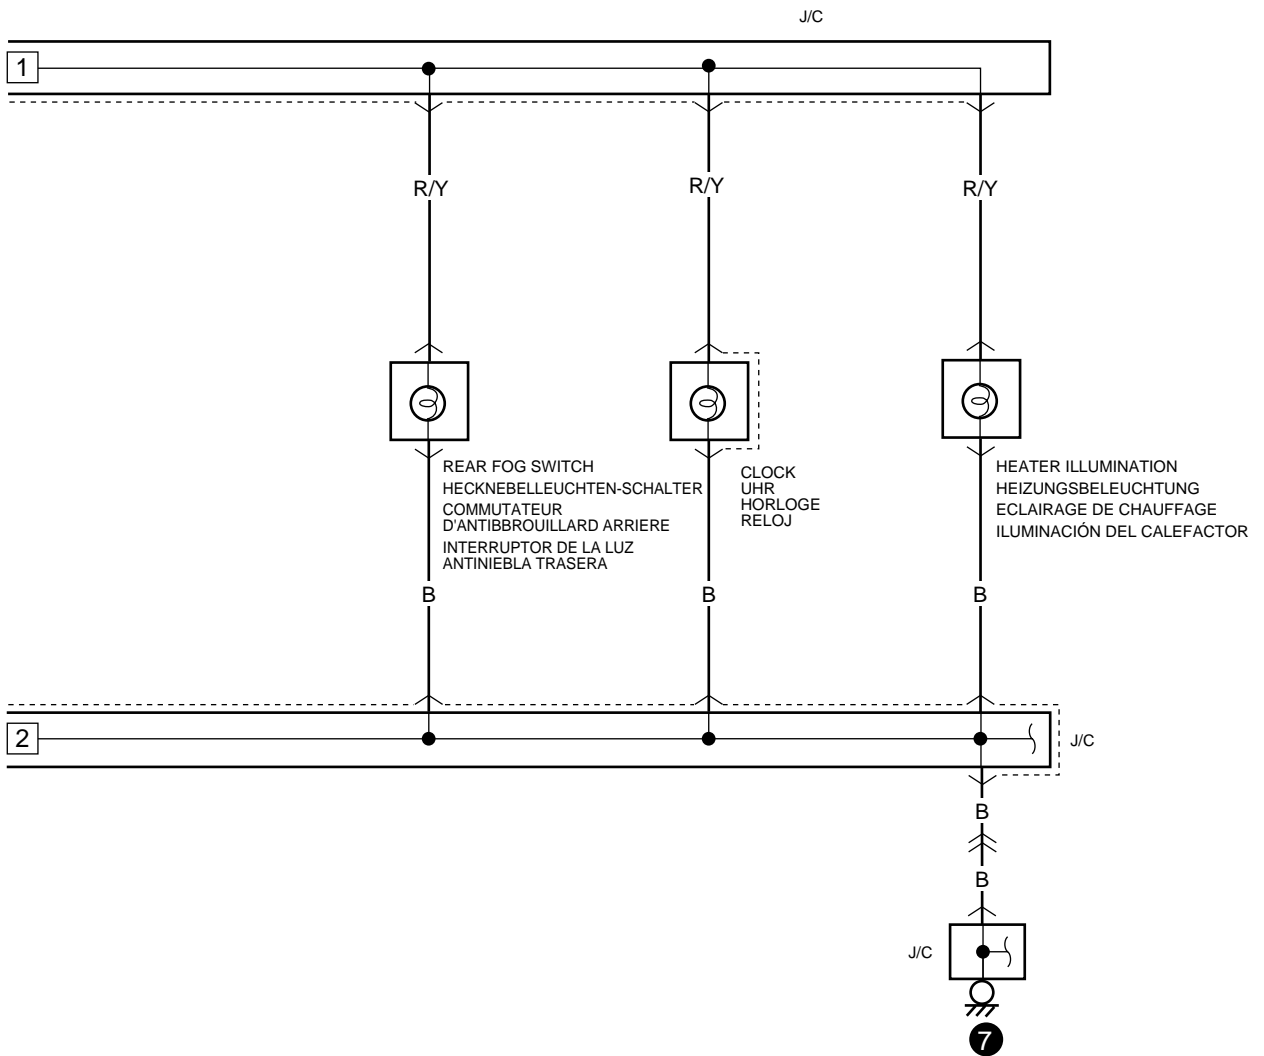 J/C
1
R/Y
R/Y
R/Y
REAR FOG SWITCH
HECKNEBELLEUCHTEN-SCHALTER
COMMUTATEUR
D'ANTIBBROUILLARD ARRIERE
INTERRUPTOR DE LA LUZ
ANTINIEBLA TRASERA
CLOCK
UHR
HORLOGE
RELOJ
HEATER ILLUMINATION
HEIZUNGSBELEUCHTUNG
ECLAIRAGE DE CHAUFFAGE
ILUMINACIÓN DEL CALEFACTOR
B
B
B
2
J/C
B
B
J/C
7